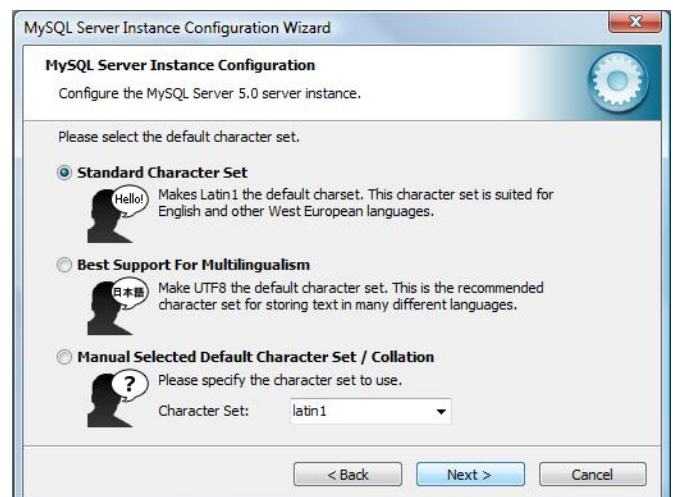 MySQL Server Instance Configuration Wizard
X
MySQL Server Instance Configuration
Configure the MySQL Server 5.0 server instance.
Please select the default character set.
Standard Character Set
Hello!
Makes Latin1 the default charset. This character set is suited for
English and other West European languages.
Best Support For Multilingualism
日本語
Make UTF8 the default character set. This is the recommended
character set for storing text in many different languages.
Manual Selected Default Character Set / Collation
?
Please specify the character set to use.
Character Set: latin1
< Back Next > Cancel